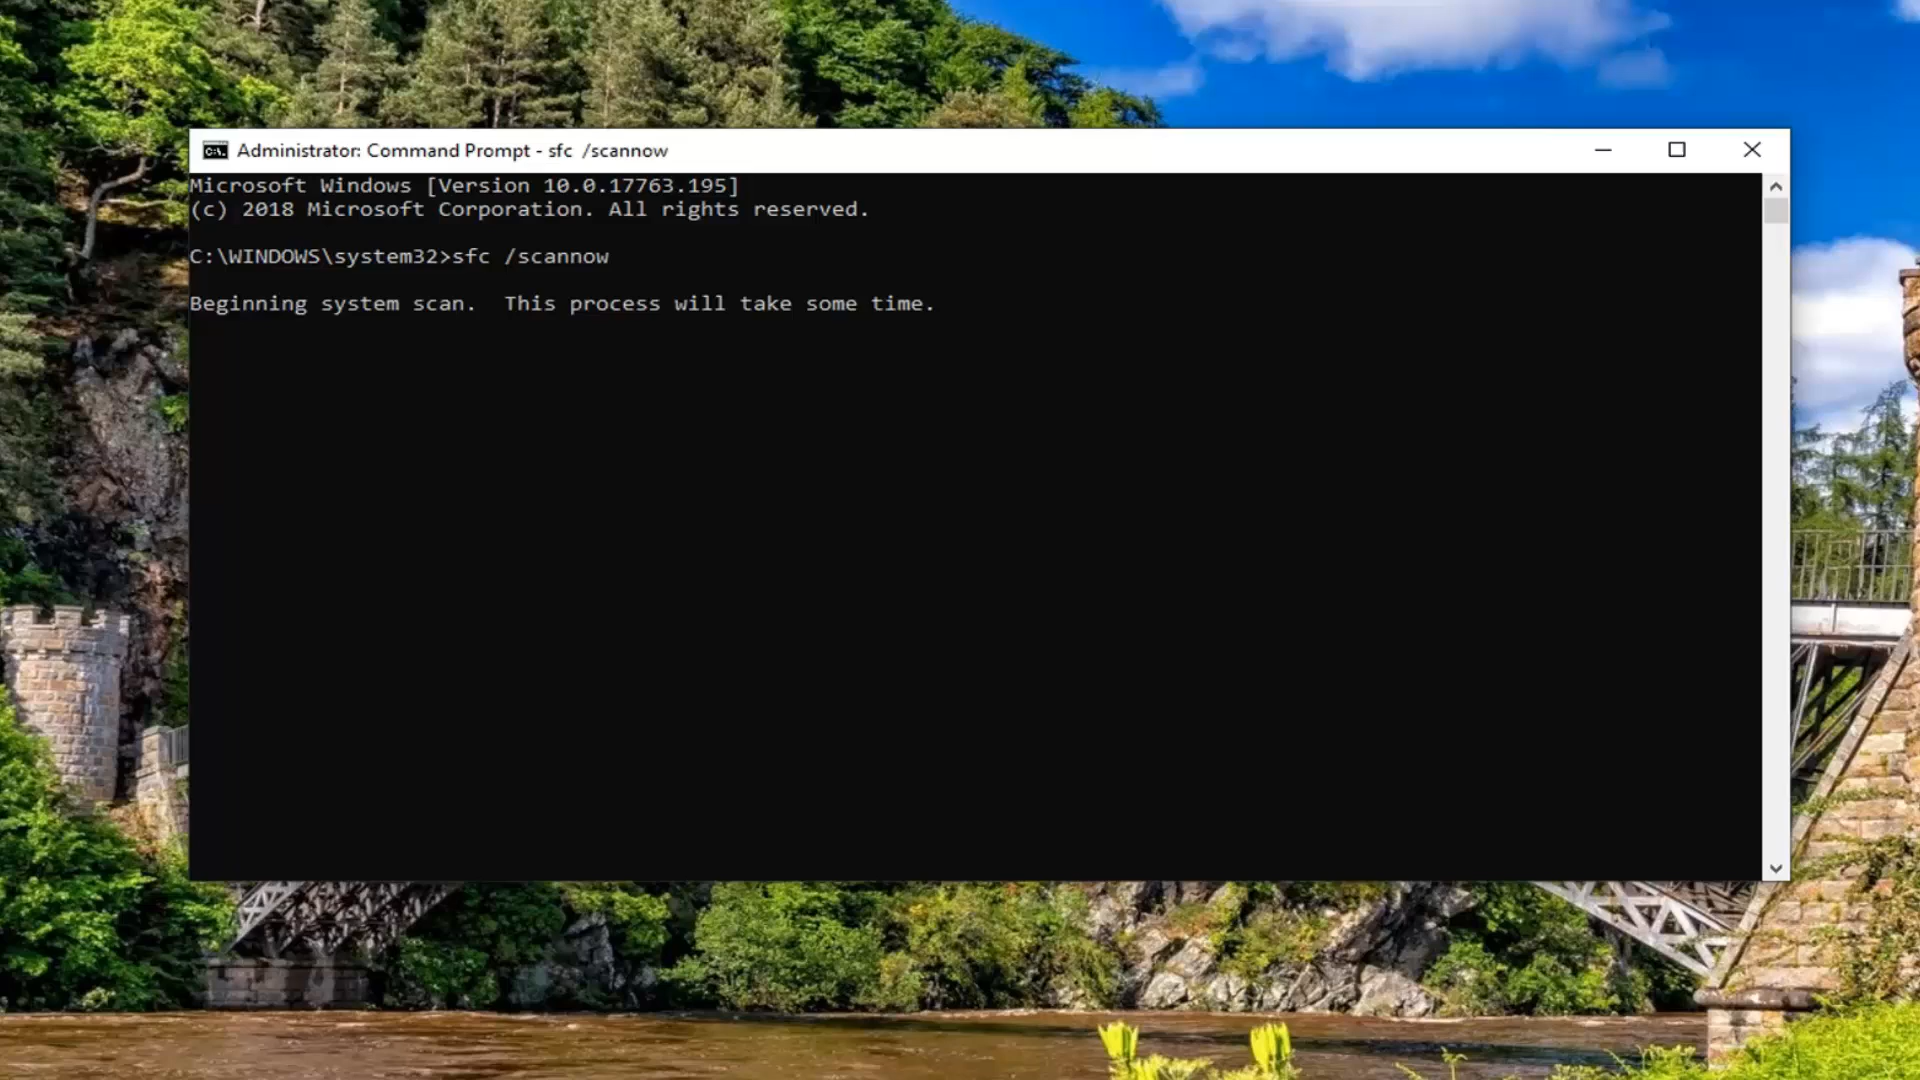 Administrator: Command Prompt - sfc  /scannow
Microsoft Windows [Version 10.0.17763.195]
(c) 2018 Microsoft Corporation. All rights reserved.
C:\WINDOWS\system32>sfc /scannow
Beginning system scan.  This process will take some time.